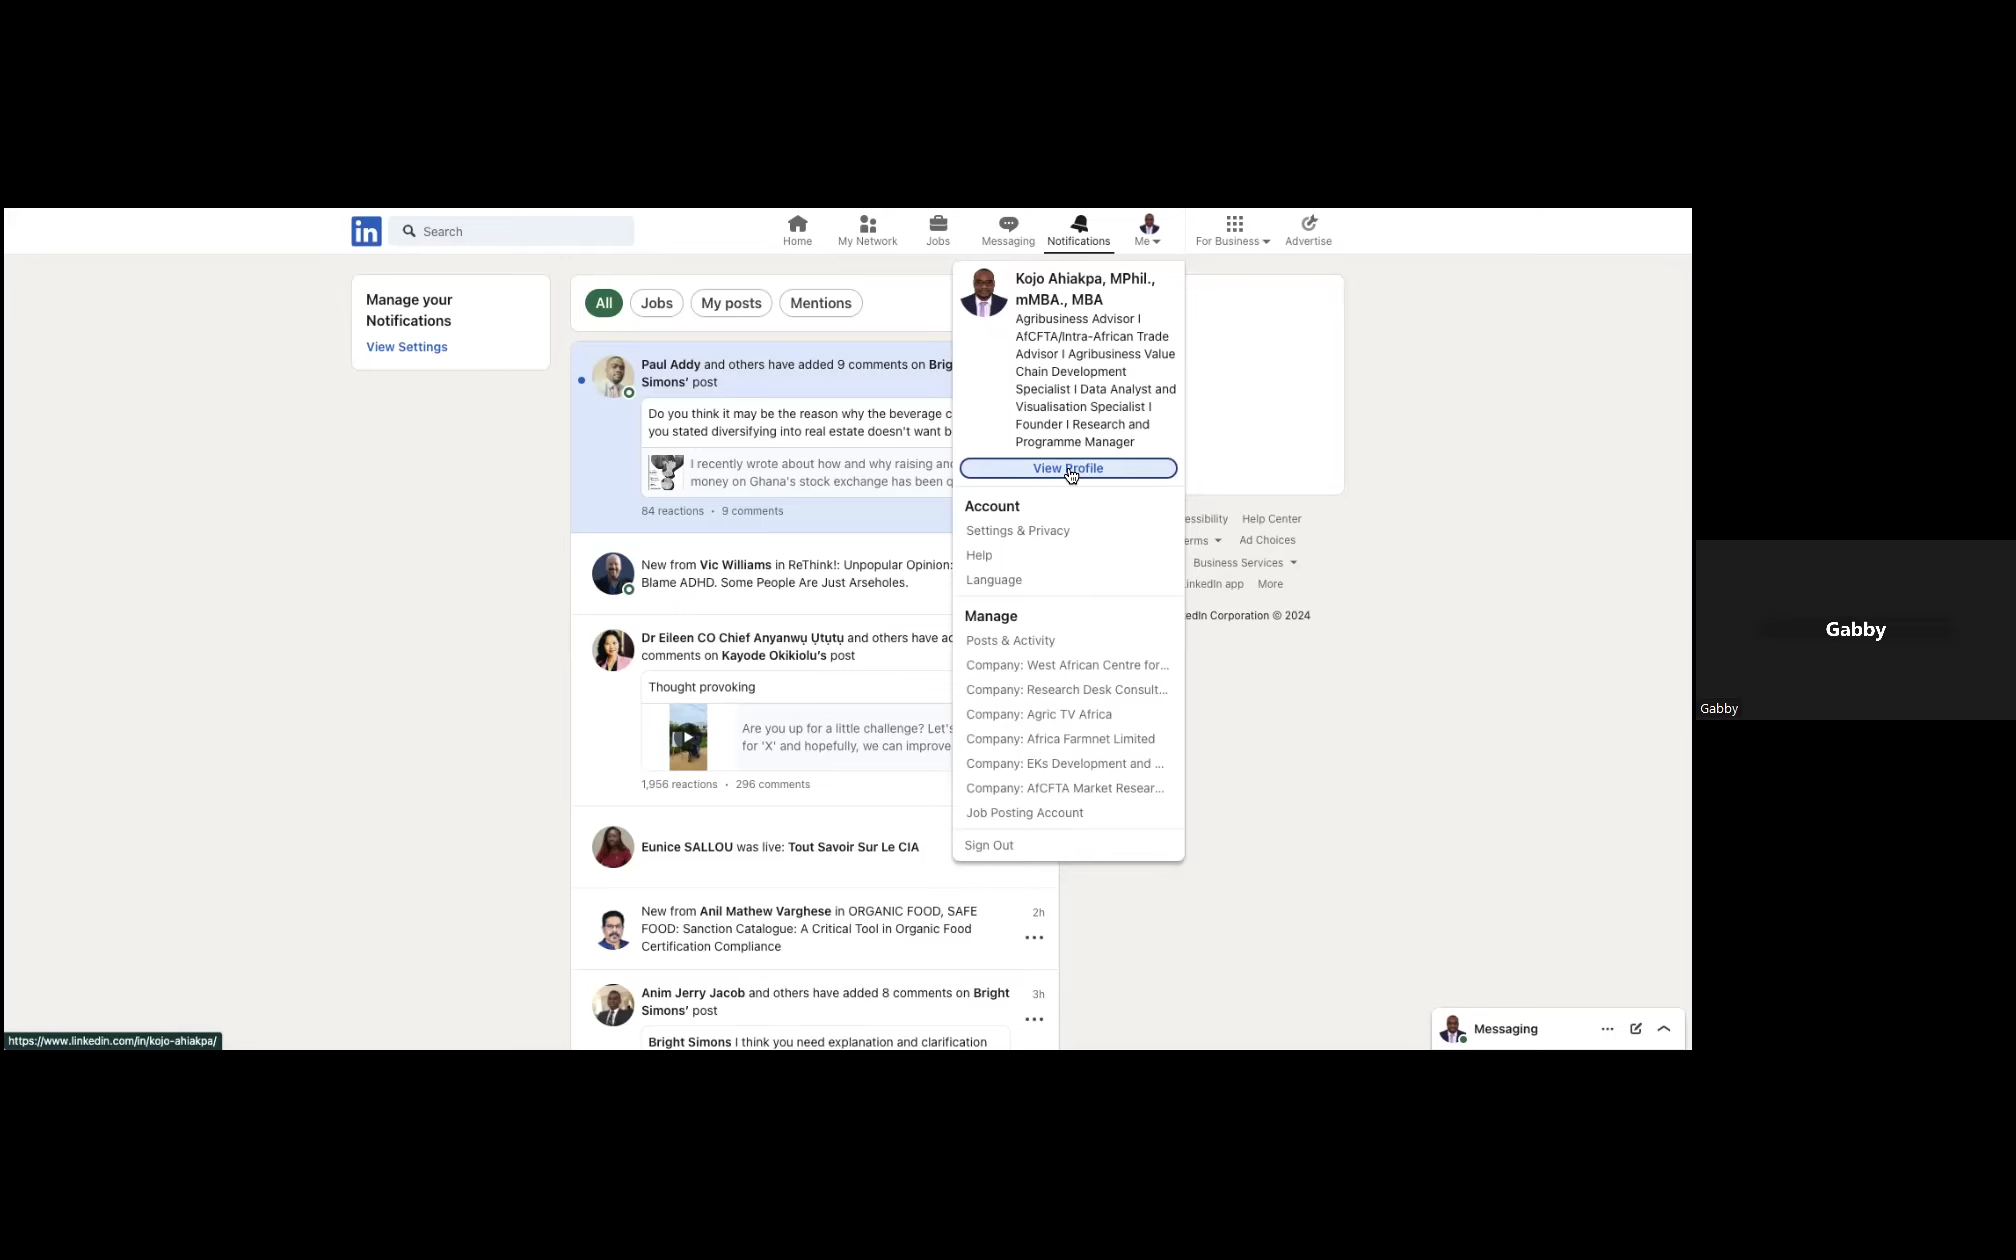 in
Search
Home
My Network
Jobs
Messaging
Notifications
Me
For Business
Advertise
Manage your
Notifications
View Settings
All
Jobs
My posts
Mentions
Paul Addy and others have added 9 comments on Brig
Simons' post
Do you think it may be the reason why the beverage c
you stated diversifying into real estate doesn't want b
I recently wrote about how and why raising and
money on Ghana's stock exchange has been q
84 reactions • 9 comments
New from Vic Williams in ReThink!: Unpopular Opinion:
Blame ADHD. Some People Are Just Arseholes.
Dr Eileen CO Chief Anyanwụ Ụtụtụ and others have ad
comments on Kayode Okikiolu's post
Thought provoking
Are you up for a little challenge? Let's
for 'X' and hopefully, we can improve
1,956 reactions • 296 comments
Eunice SALLOU was live: Tout Savoir Sur Le CIA
New from Anil Mathew Varghese in ORGANIC FOOD, SAFE
FOOD: Sanction Catalogue: A Critical Tool in Organic Food
Certification Compliance
2h
Anim Jerry Jacob and others have added 8 comments on Bright
Simons' post
3h
Bright Simons I think you need explanation and clarification
Kojo Ahiakpa, MPhil.,
mMBA., MBA
Agribusiness Advisor I
AfCFTA/Intra-African Trade
Advisor I Agribusiness Value
Chain Development
Specialist I Data Analyst and
Visualisation Specialist I
Founder I Research and
Programme Manager
View Profile
Account
Settings & Privacy
Help
Language
Manage
Posts & Activity
Company: West African Centre for...
Company: Research Desk Consult...
Company: Agric TV Africa
Company: Africa Farmnet Limited
Company: EKs Development and ...
Company: AfCFTA Market Resear...
Job Posting Account
Sign Out
essibility Help Center
erms Ad Choices
Business Services
inkedIn app More
edIn Corporation © 2024
Messaging
https://www.linkedin.com/in/kojo-ahiakpa/
Gabby
Gabby